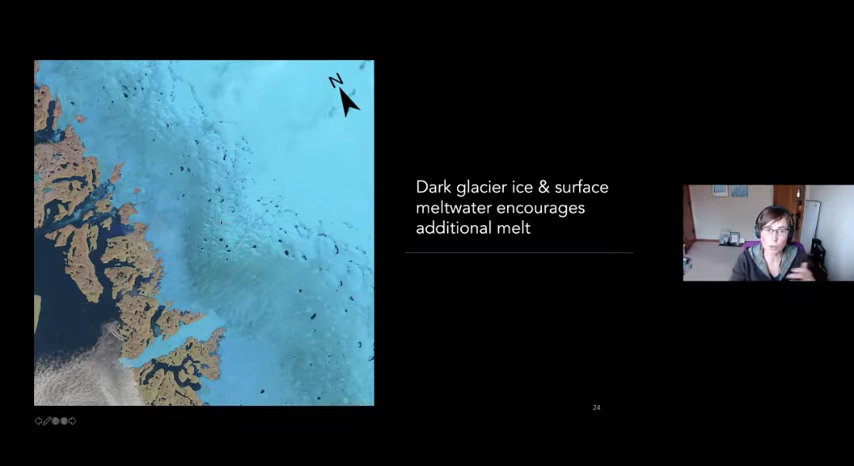 N
Dark glacier ice & surface
meltwater encourages
additional melt
24